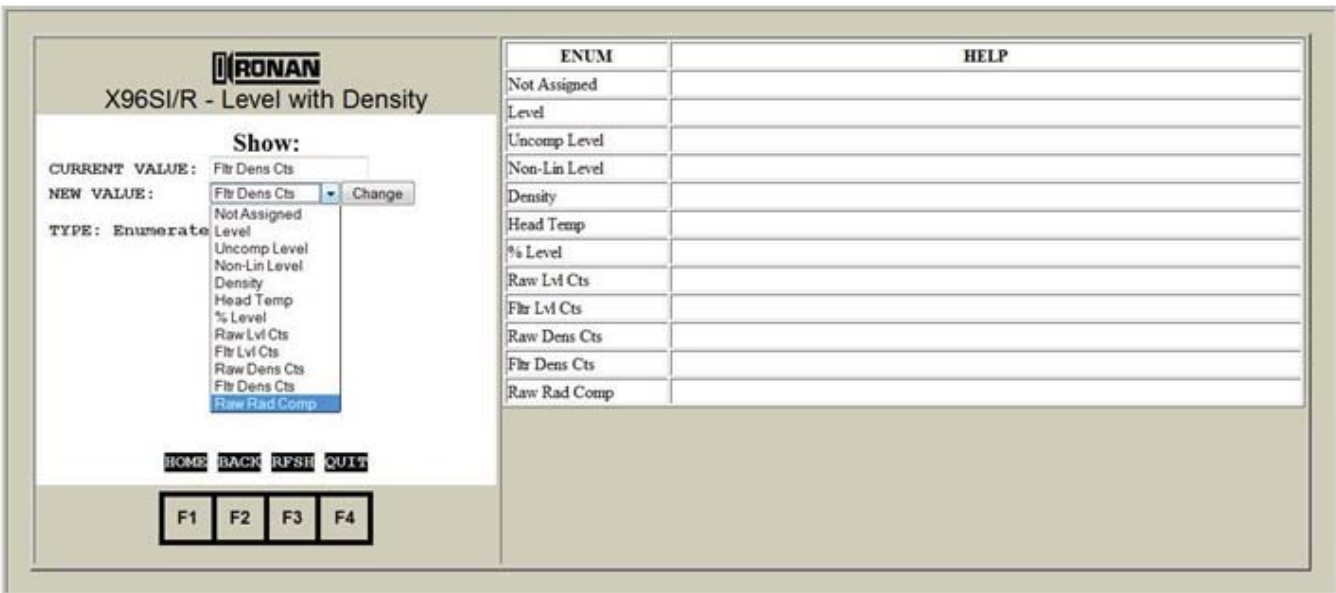 RONAN
X96SI/R - Level with Density
Show:
CURRENT VALUE: Fltr Dens Cts
NEW VALUE: Fltr Dens Cts Change
TYPE: Enumerate
Not Assigned
Level
Uncomp Level
Non-Lin Level
Density
Head Temp
% Level
Raw Lvl Cts
Fltr Lvl Cts
Raw Dens Cts
Fltr Dens Cts
Raw Rad Comp
HOME BACK RFSH QUIT
F1 F2 F3 F4
ENUM HELP
Not Assigned
Level
Uncomp Level
Non-Lin Level
Density
Head Temp
% Level
Raw Lvl Cts
Fltr Lvl Cts
Raw Dens Cts
Fltr Dens Cts
Raw Rad Comp